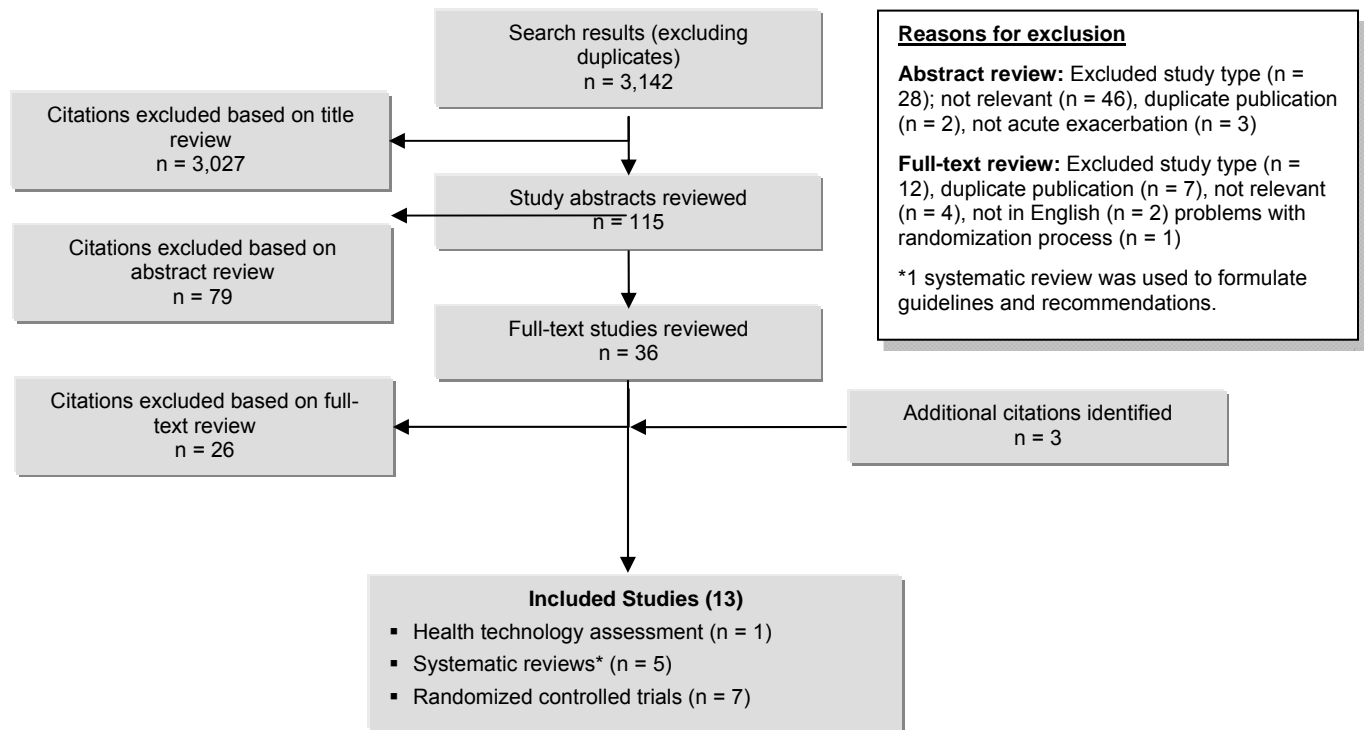 Search results (excluding
duplicates)
n = 3,142
Citations excluded based on title
review
n = 3,027
Study abstracts reviewed
n = 115
Citations excluded based on
abstract review
n = 79
Full-text studies reviewed
n = 36
Citations excluded based on full-
text review
n = 26
Additional citations identified
n = 3
Included Studies (13)
▪ Health technology assessment (n = 1)
▪ Systematic reviews* (n = 5)
▪ Randomized controlled trials (n = 7)
Reasons for exclusion
Abstract review: Excluded study type (n =
28); not relevant (n = 46), duplicate publication
(n = 2), not acute exacerbation (n = 3)
Full-text review: Excluded study type (n =
12), duplicate publication (n = 7), not relevant
(n = 4), not in English (n = 2) problems with
randomization process (n = 1)
*1 systematic review was used to formulate
guidelines and recommendations.